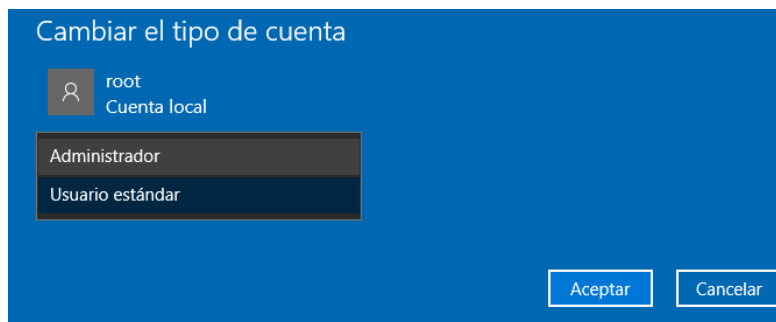 Cambiar el tipo de cuenta
root
Cuenta local
Administrador
Usuario estándar
Aceptar
Cancelar